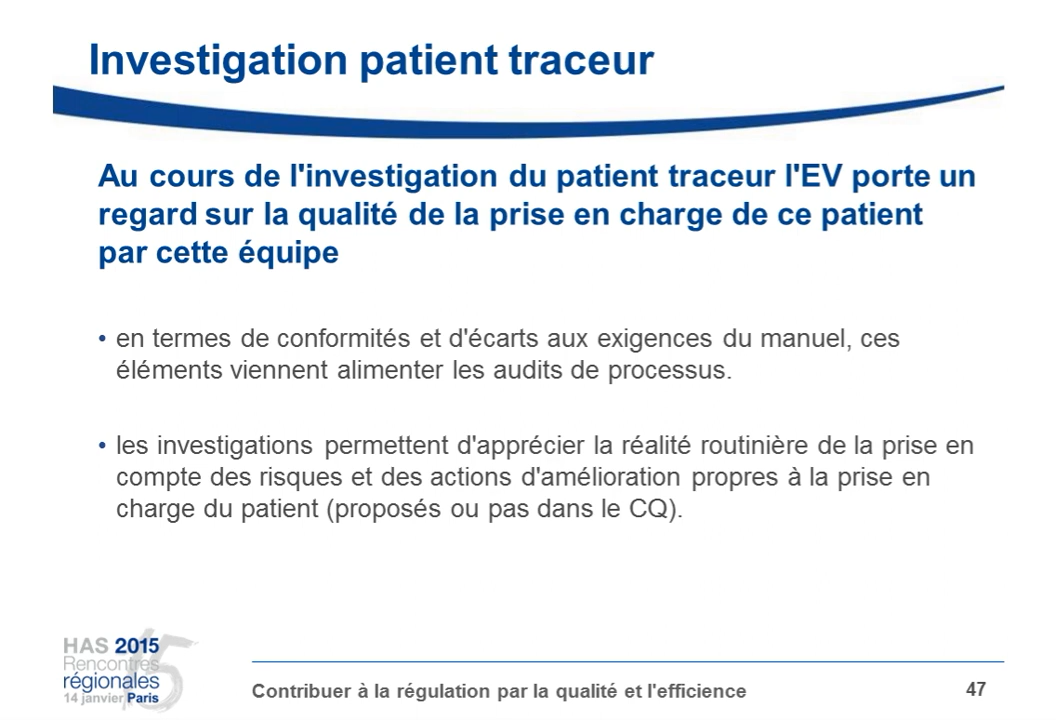 Investigation patient traceur
Au cours de l'investigation du patient traceur l'EV porte un
regard sur la qualité de la prise en charge de ce patient
par cette équipe
• en termes de conformités et d'écarts aux exigences du manuel, ces
éléments viennent alimenter les audits de processus.
• les investigations permettent d'apprécier la réalité routinière de la prise en
compte des risques et des actions d'amélioration propres à la prise en
charge du patient (proposés ou pas dans le CQ).
HAS 2015
Rencontres
régionales
14 janvier Paris
15
Contribuer à la régulation par la qualité et l'efficience
47